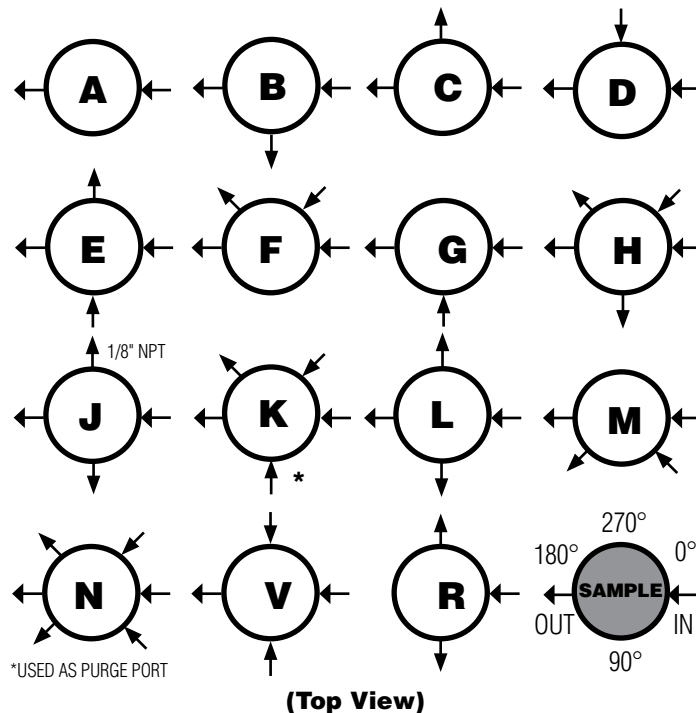 A B C D
E F G H
1/8" NPT
J K L M
*
270°
180° 0°
N V R SAMPLE
OUT IN
90°
*USED AS PURGE PORT
(Top View)